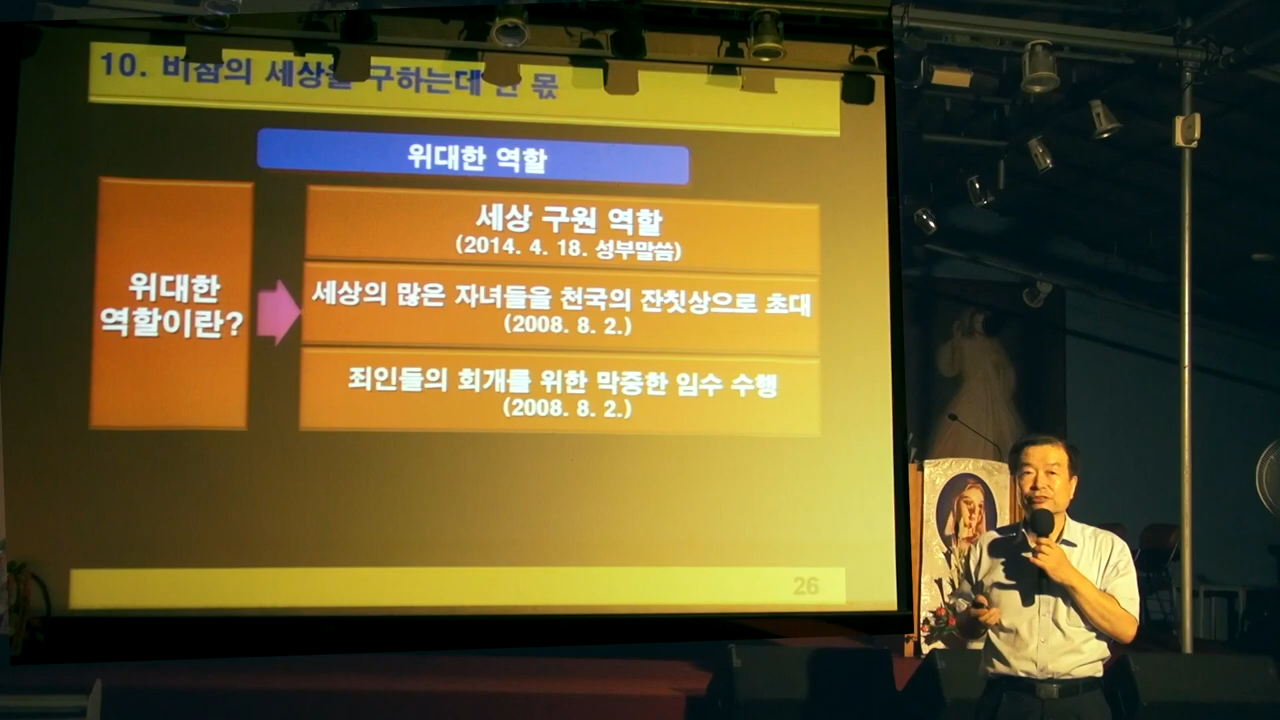 10. 비참의 세상을 구하는데 한 몫
위대한 역할
위대한
역할이란?
세상 구원 역할
(2014. 4. 18. 성부말씀)
세상의 많은 자녀들을 천국의 잔칫상으로 초대
(2008. 8. 2.)
죄인들의 회개를 위한 막중한 임수 수행
(2008. 8. 2.)
26